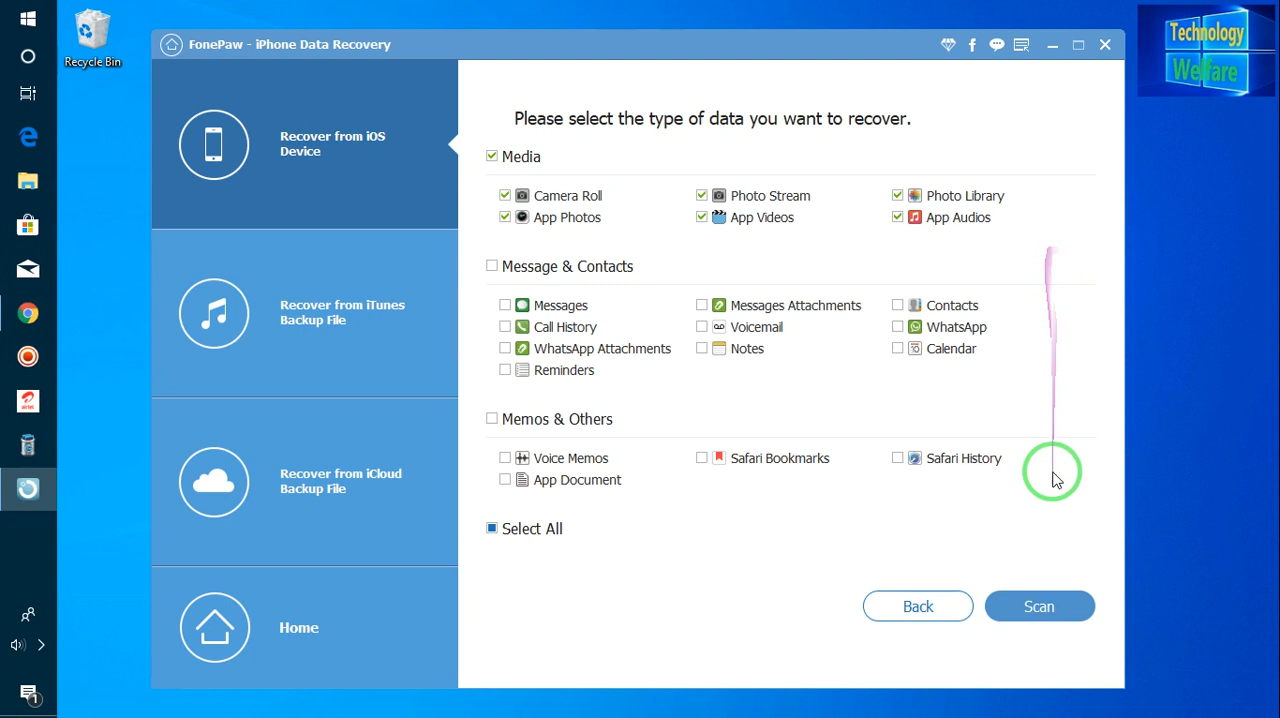 Recycle Bin
FonePaw - iPhone Data Recovery
Technology
Welfare
Recover from iOS
Device
Recover from iTunes
Backup File
Recover from iCloud
Backup File
Home
Please select the type of data you want to recover.
Media
Camera Roll Photo Stream Photo Library
App Photos App Videos App Audios
Message & Contacts
Messages Messages Attachments Contacts
Call History Voicemail WhatsApp
WhatsApp Attachments Notes Calendar
Reminders
Memos & Others
Voice Memos Safari Bookmarks Safari History
App Document
Select All
Back Scan
airtel
1